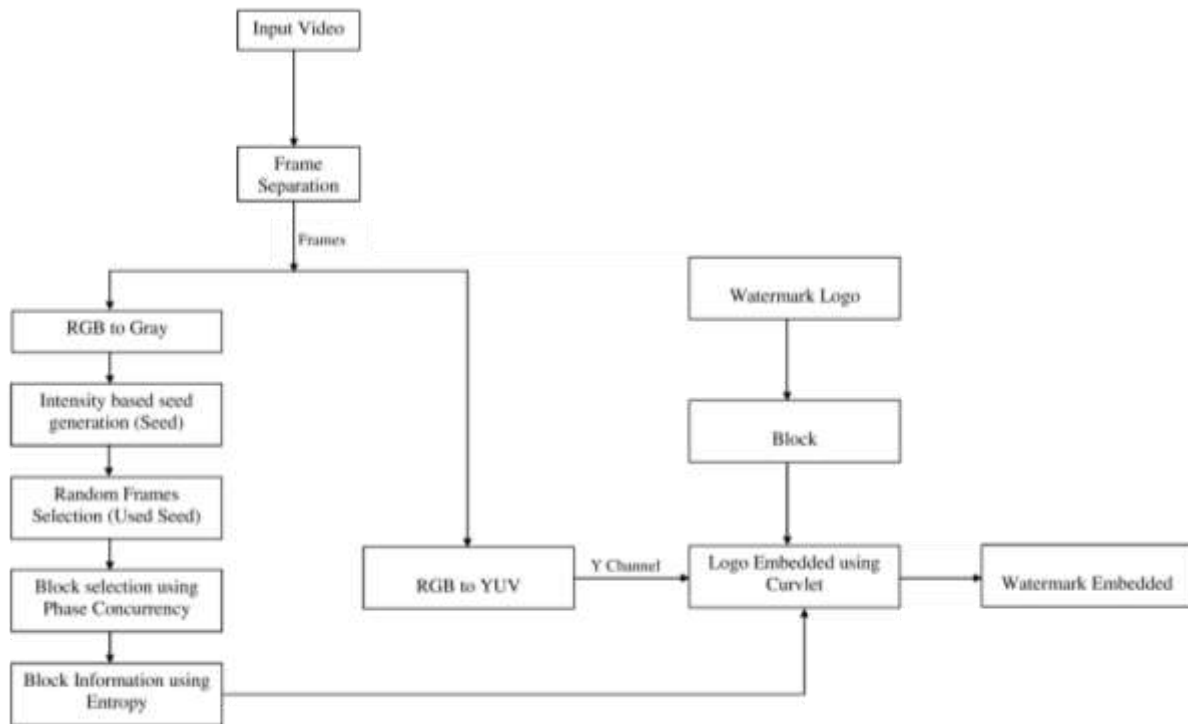 Input Video
Frame
Separation
Frames
Watermark Logo
RGB to Gray
Intensity based seed
generation (Seed)
Block
Random Frames
Selection (Used Seed)
Block selection using
Phase Concurrency
RGB to YUV
Y Channel
Logo Embedded using
Curvlet
Watermark Embedded
Block Information using
Entropy